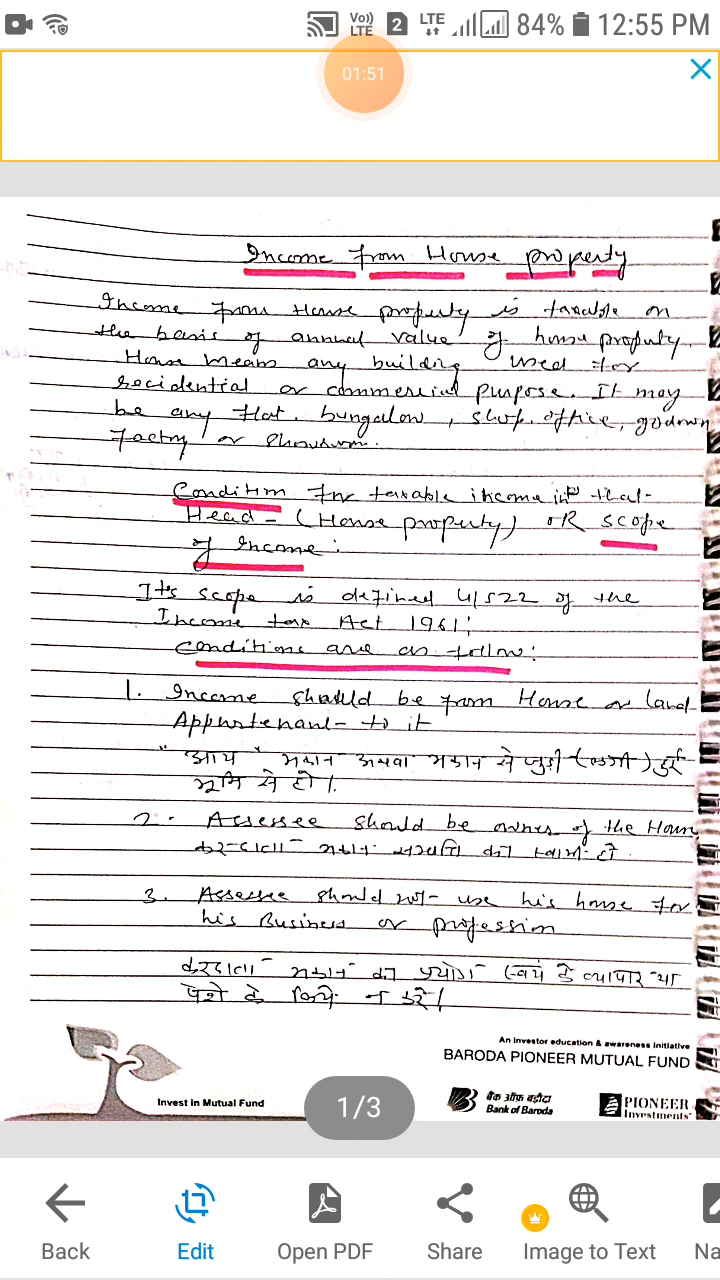 Vo)) LTE 2 LTE 84% 12:55 PM
01:51
Income from House property
Income from House property is taxable on
the basis of annual value of house property.
House means any building used for
recidential or commercial purpose. It may
be any flat, bungalow, shop, office, godown
factory or showroom.
Condition for taxable income in that
Head - (House property) OR scope
of Income:
It's scope is defined U/S22 of the
Income tax Act 1961:
Conditions are as follow:
1. Income should be from House or Land
Appurtenant to it
"आय" मकान अथवा मकान से जुड़ी (लगी) हुई
भूमि से हो।
2. Assessee should be owner of the House
करदाता मकान सम्पत्ति का स्वामी हो
3. Assessee should not use his house for
his Business or profession
करदाता मकान का प्रयोग स्वयं के व्यापार या
पेशे के लिये न करें।
An investor education & awareness initiative
BARODA PIONEER MUTUAL FUND
Invest in Mutual Fund
1/3
बैंक ऑफ़ बड़ौदा
Bank of Baroda
PIONEER
Investments
Back Edit Open PDF Share Image to Text Na